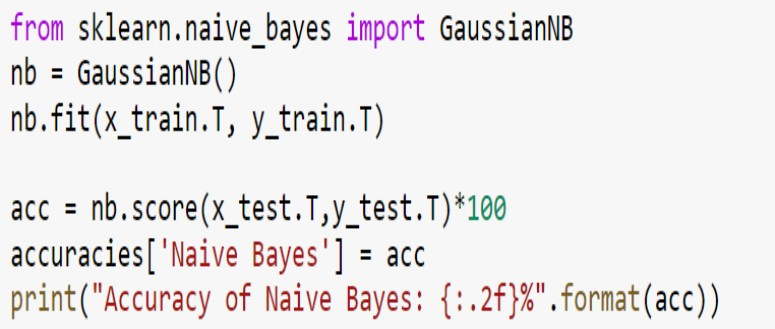 from sklearn.naive_bayes import GaussianNB
nb = GaussianNB()
nb.fit(x_train.T, y_train.T)

acc = nb.score(x_test.T,y_test.T)*100
accuracies['Naive Bayes'] = acc
print("Accuracy of Naive Bayes: {:.2f}%".format(acc))